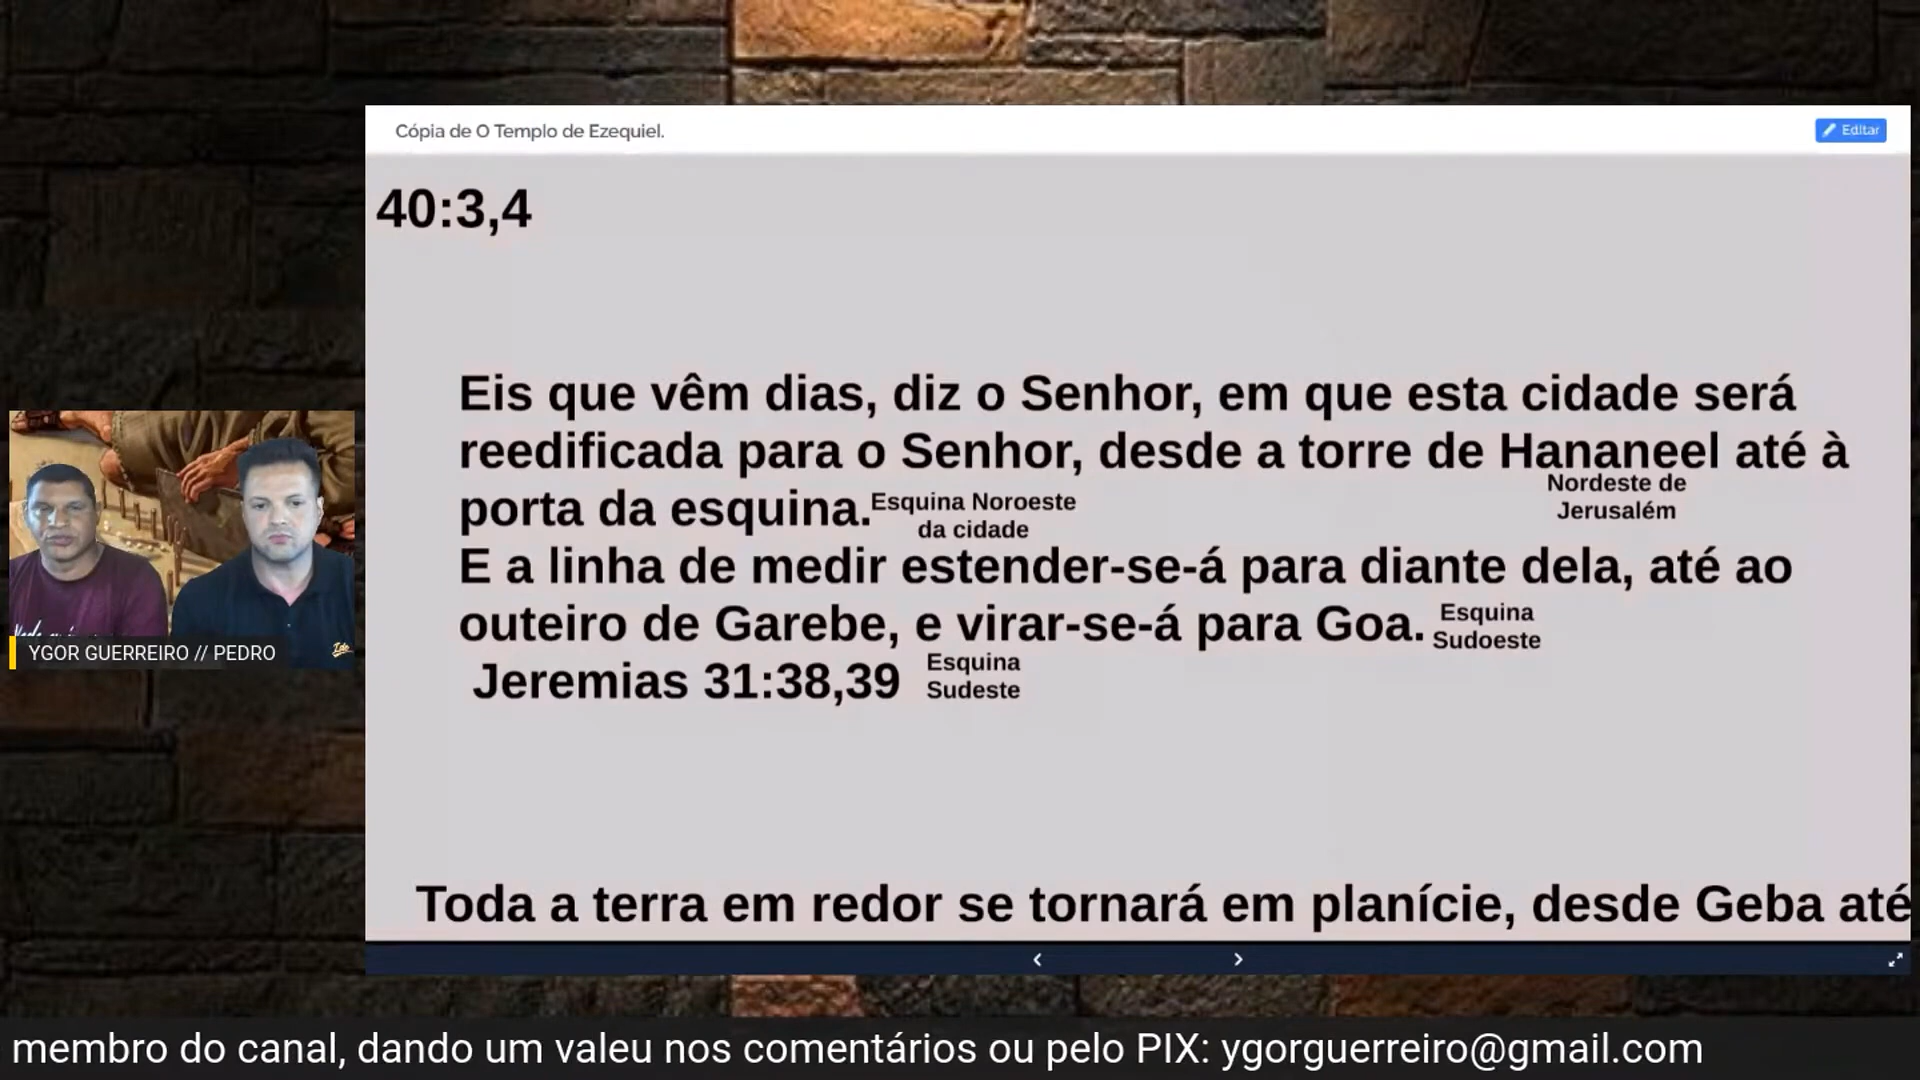 Cópia de O Templo de Ezequiel.
Editar
40:3,4
Eis que vêm dias, diz o Senhor, em que esta cidade será
reedificada para o Senhor, desde a torre de Hananeel até à
Nordeste de
Jerusalém
porta da esquina.
Esquina Noroeste
da cidade
E a linha de medir estender-se-á para diante dela, até ao
outeiro de Garebe, e virar-se-á para Goa.
Esquina
Sudoeste
Jeremias 31:38,39
Esquina
Sudeste
Toda a terra em redor se tornará em planície, desde Geba até
YGOR GUERREIRO // PEDRO
membro do canal, dando um valeu nos comentários ou pelo PIX: ygorguerreiro@gmail.com